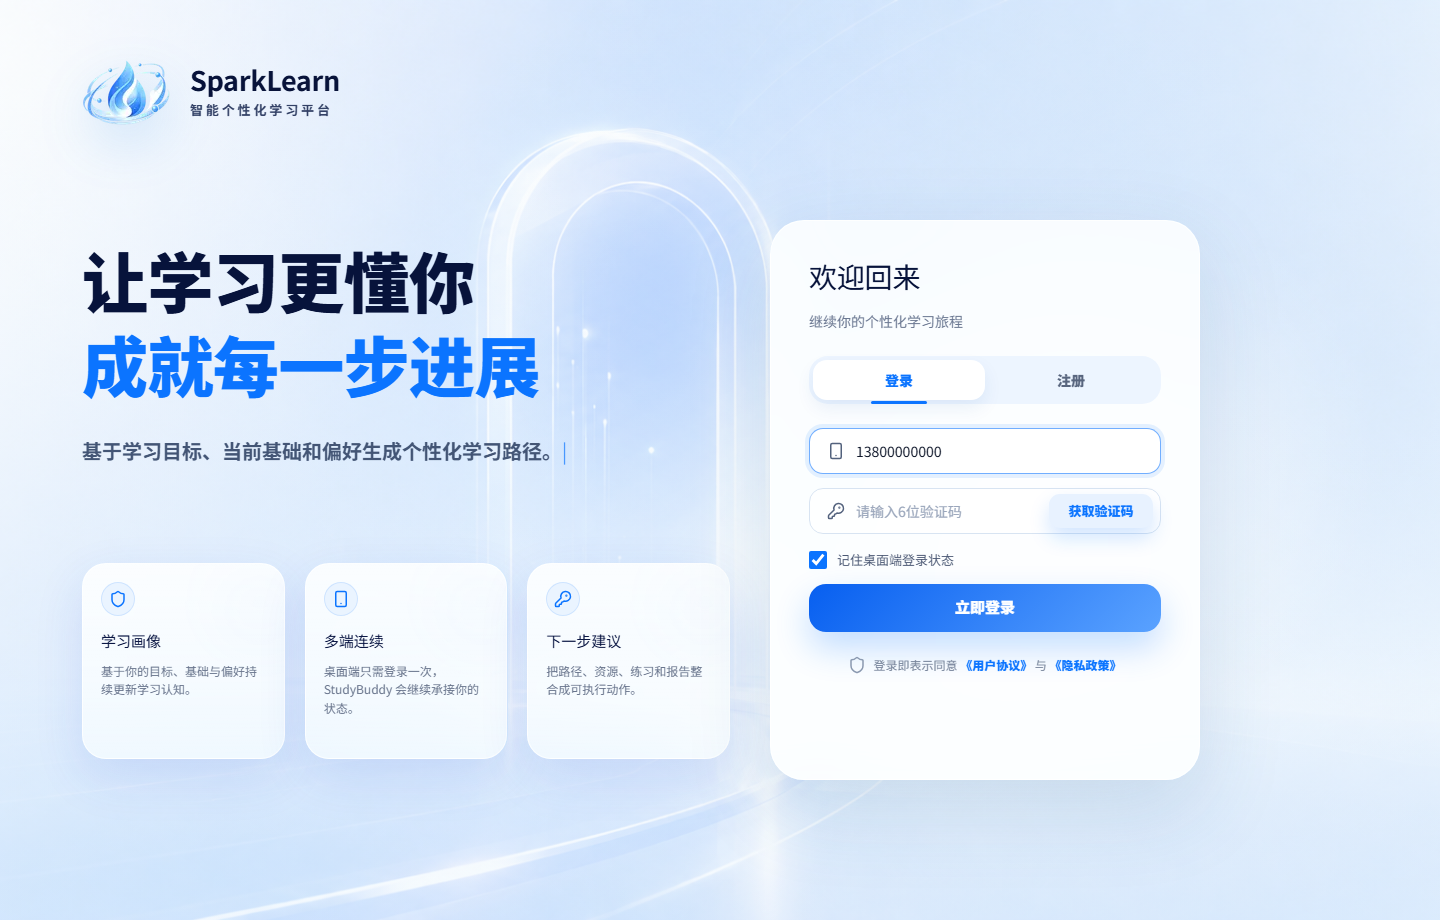 SparkLearn
智能个性化学习平台
让学习更懂你
成就每一步进展
基于学习目标、当前基础和偏好生成个性化学习路径。
学习画像
基于你的目标、基础与偏好持
续更新学习认知。
多端连续
桌面端只需登录一次，
StudyBuddy 会继续承接你的
状态。
下一步建议
把路径、资源、练习和报告整
合成可执行动作。
欢迎回来
继续你的个性化学习旅程
登录 注册
13800000000
请输入6位验证码 获取验证码
记住桌面端登录状态
立即登录
登录即表示同意 《用户协议》 与 《隐私政策》